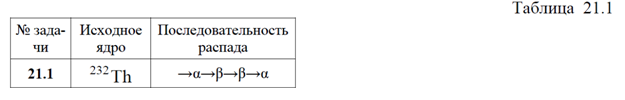 Таблица 21.1
№ зада- Исходное Последовательность
чи ядро распада
21.1 ²³²Th →α→β→β→α